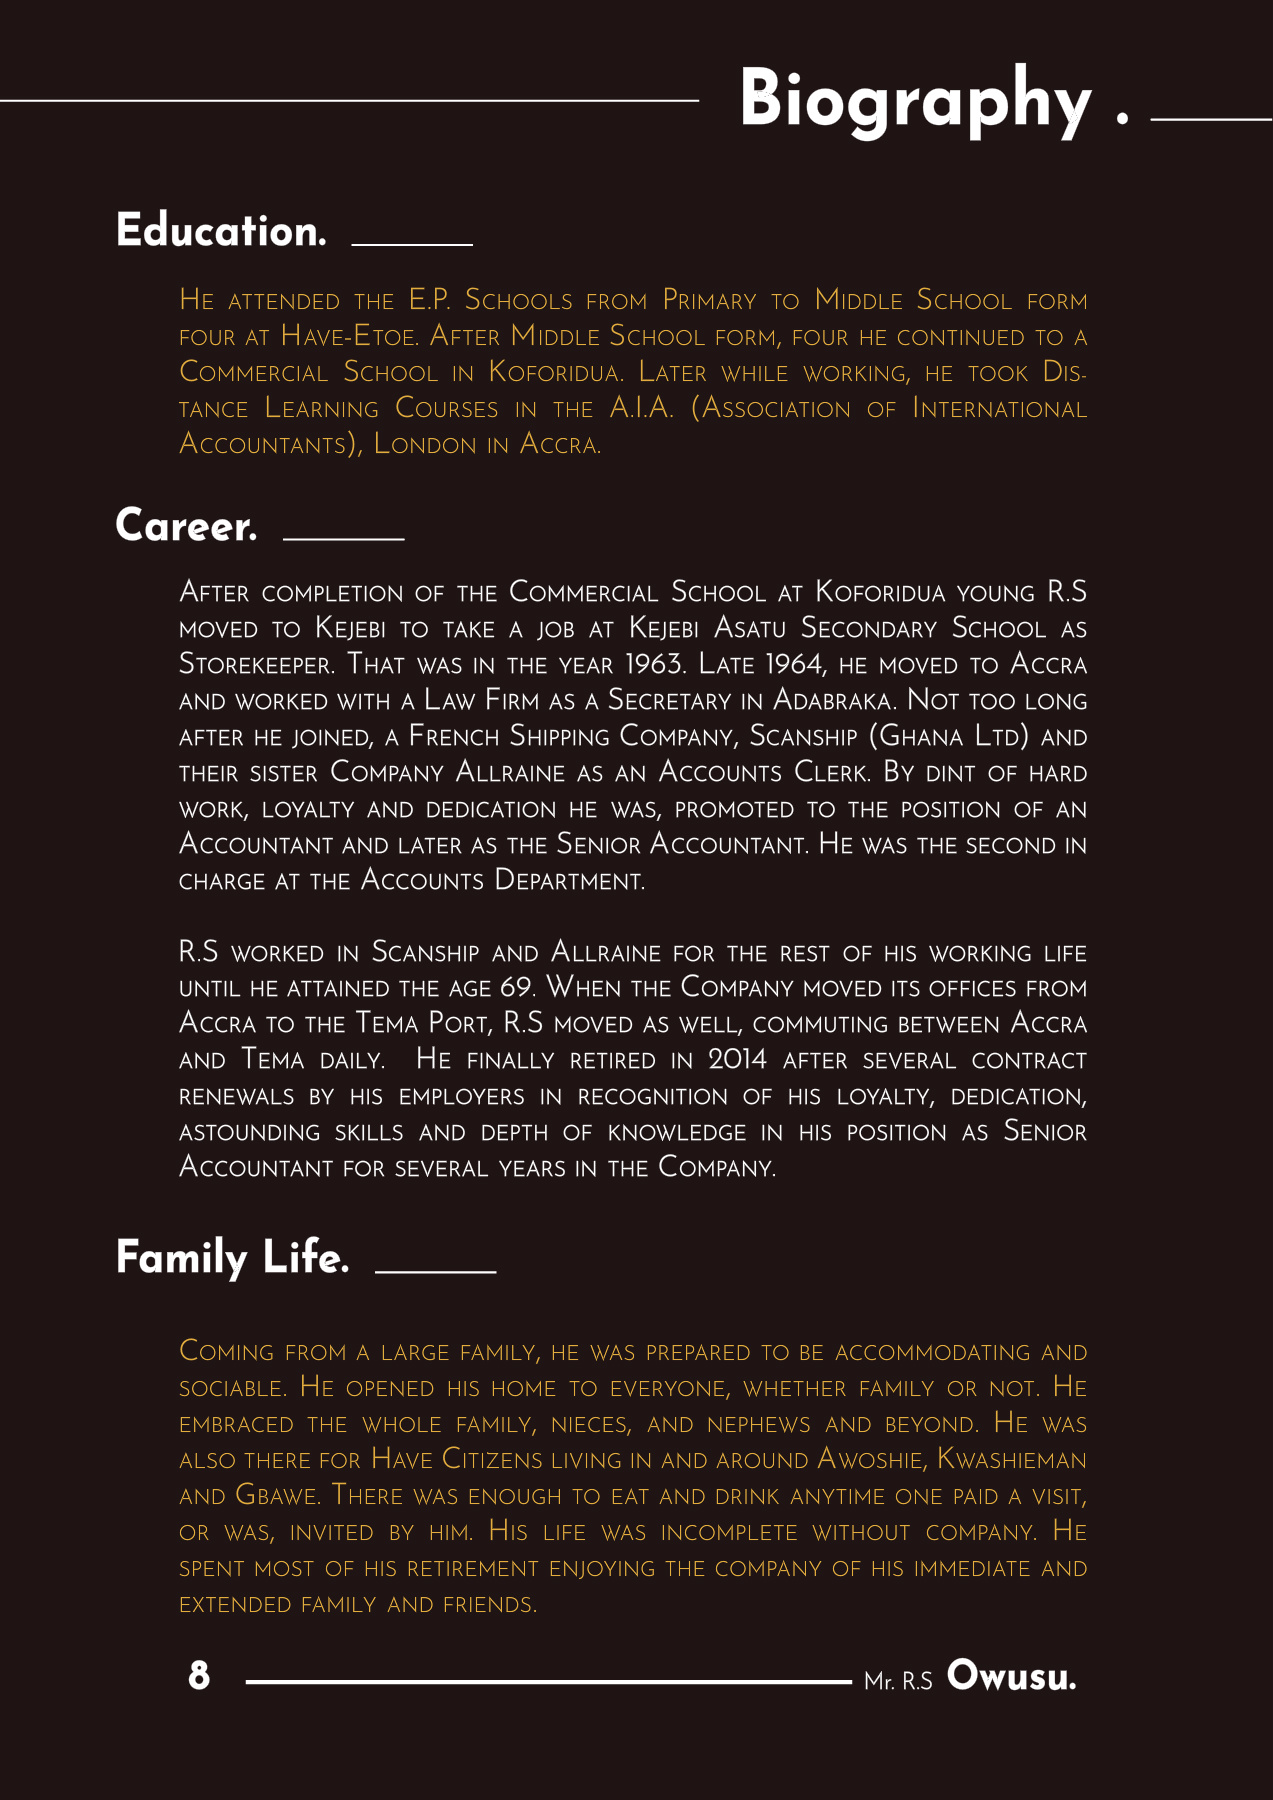 Biography .
Education.
He attended the E.P. Schools from Primary to Middle School form
four at Have-Etoe. After Middle School form, four he continued to a
Commercial School in Koforidua. Later while working, he took Dis-
tance Learning Courses in the A.I.A. (Association of International
Accountants), London in Accra.
Career.
After completion of the Commercial School at Koforidua young R.S
moved to Kejebi to take a job at Kejebi Asatu Secondary School as
Storekeeper. That was in the year 1963. Late 1964, he moved to Accra
and worked with a Law Firm as a Secretary in Adabraka. Not too long
after he joined, a French Shipping Company, Scanship (Ghana Ltd) and
their sister Company Allraine as an Accounts Clerk. By dint of hard
work, loyalty and dedication he was, promoted to the position of an
Accountant and later as the Senior Accountant. He was the second in
charge at the Accounts Department.
R.S worked in Scanship and Allraine for the rest of his working life
until he attained the age 69. When the Company moved its offices from
Accra to the Tema Port, R.S moved as well, commuting between Accra
and Tema daily. He finally retired in 2014 after several contract
renewals by his employers in recognition of his loyalty, dedication,
astounding skills and depth of knowledge in his position as Senior
Accountant for several years in the Company.
Family Life.
Coming from a large family, he was prepared to be accommodating and
sociable. He opened his home to everyone, whether family or not. He
embraced the whole family, nieces, and nephews and beyond. He was
also there for Have Citizens living in and around Awoshie, Kwashieman
and Gbawe. There was enough to eat and drink anytime one paid a visit,
or was, invited by him. His life was incomplete without company. He
spent most of his retirement enjoying the company of his immediate and
extended family and friends.
8 Mr. R.S Owusu.